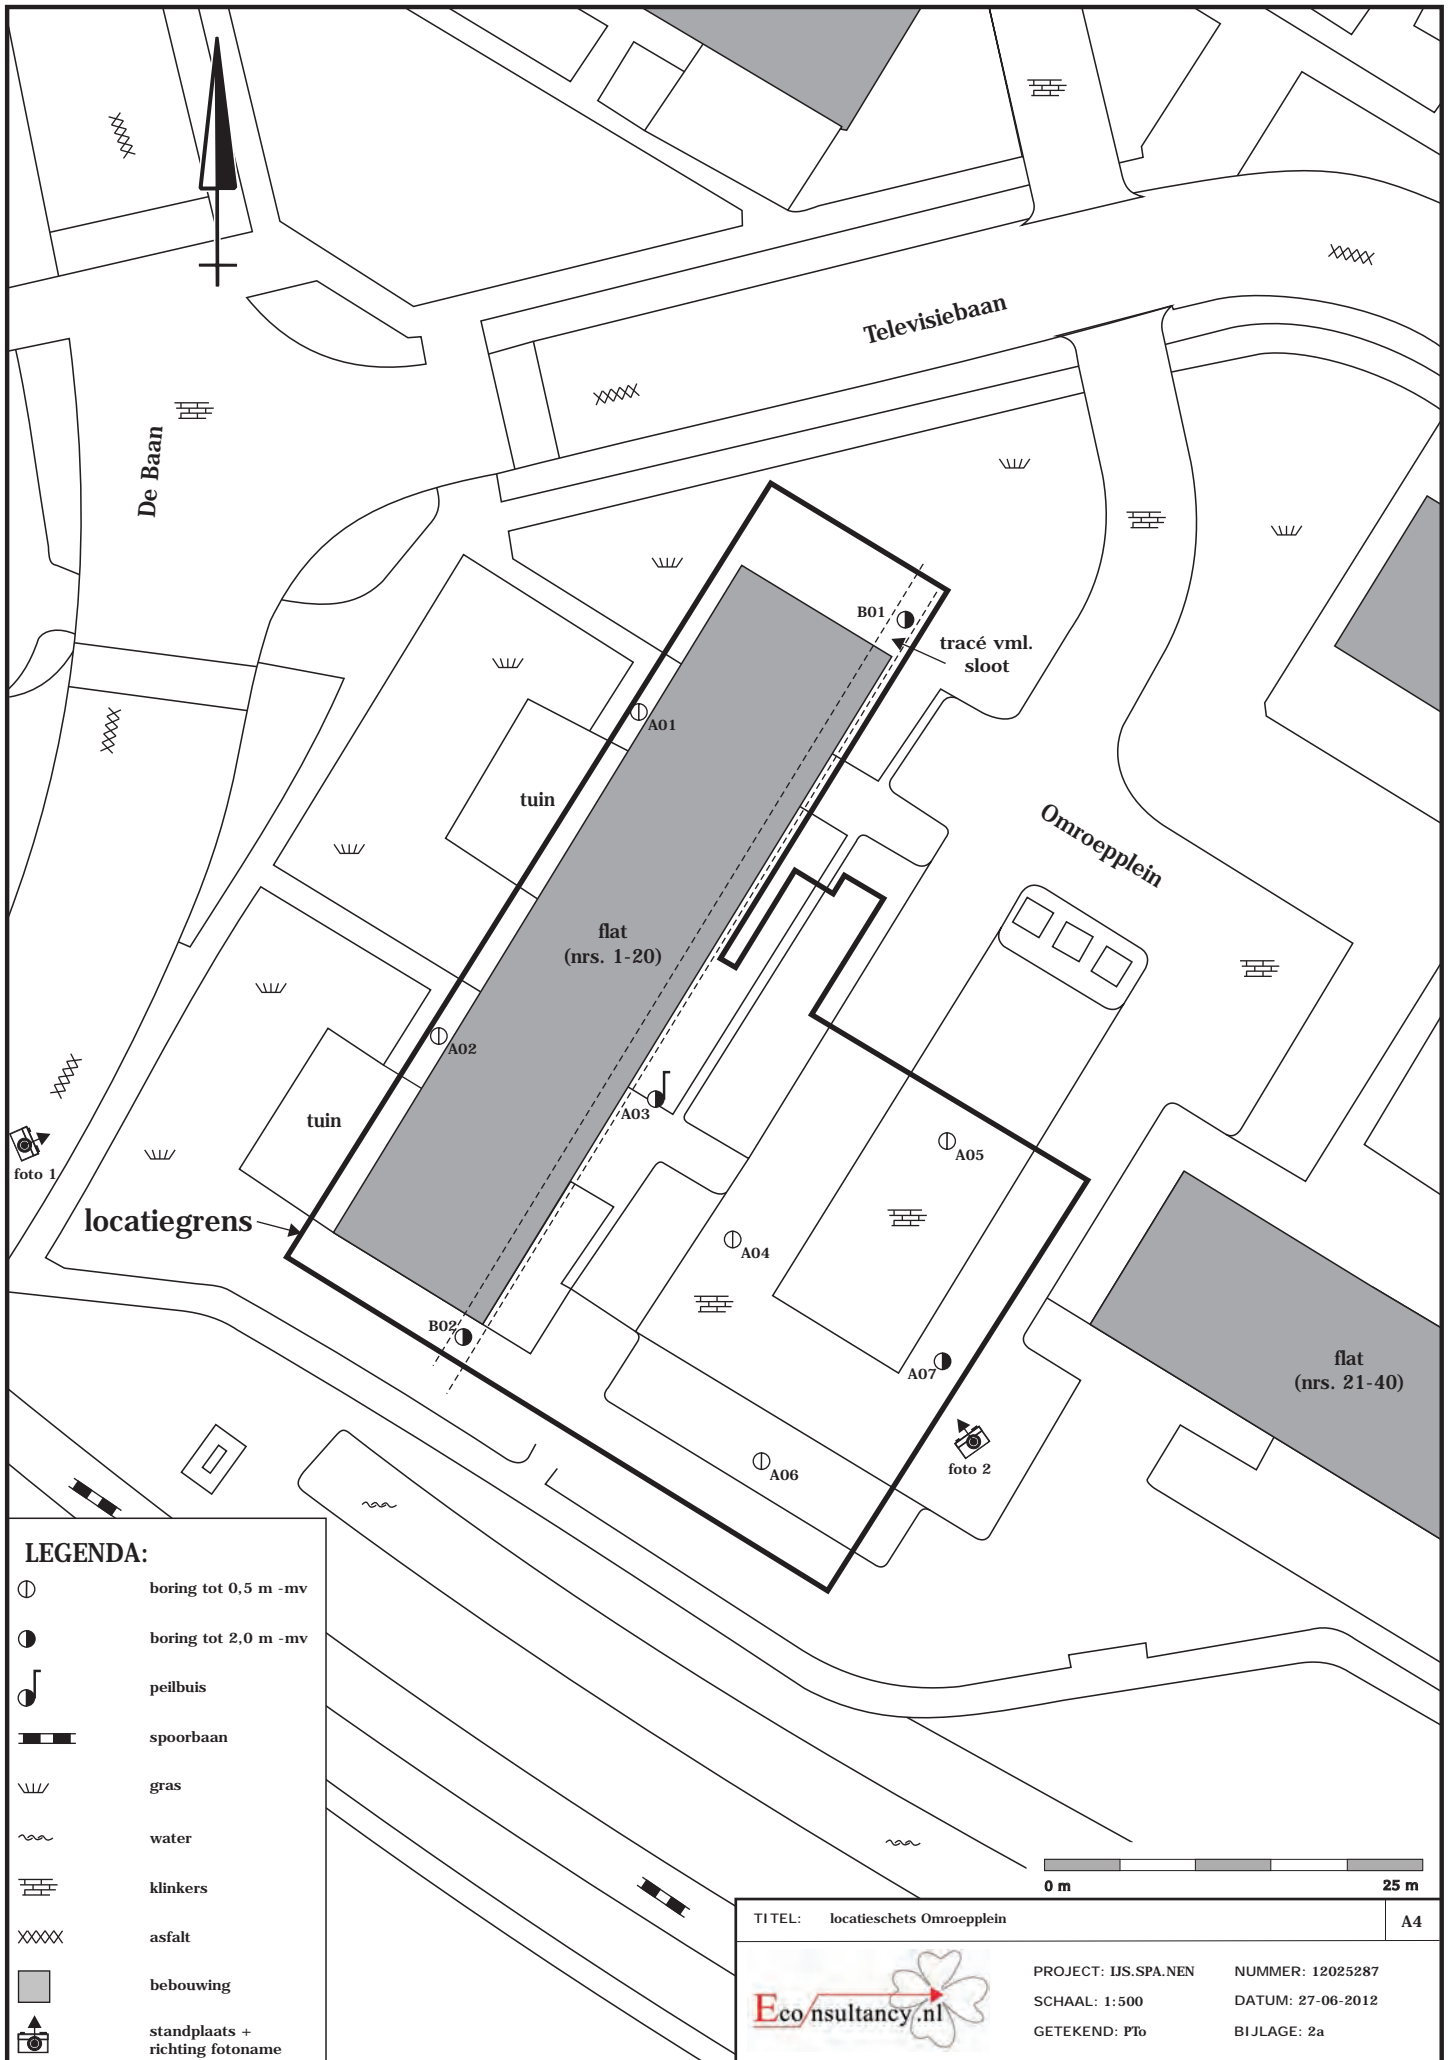 Televisiebaan
De Baan
B01
tracé vml.
sloot
A01
tuin
Omroepplein
flat
(nrs. 1-20)
A02
A03
tuin
A05
foto 1
locatiegrens
A04
B02
A07
flat
(nrs. 21-40)
foto 2
A06
LEGENDA:
boring tot 0,5 m -mv
boring tot 2,0 m -mv
peilbuis
spoorbaan
gras
water
klinkers
asfalt
bebouwing
standplaats +
richting fotoname
0 m 25 m
TITEL: locatieschets Omroepplein A4
Econsultancy.nl
PROJECT: IJS.SPA.NEN NUMMER: 12025287
SCHAAL: 1:500 DATUM: 27-06-2012
GETEKEND: PTo BIJLAGE: 2a